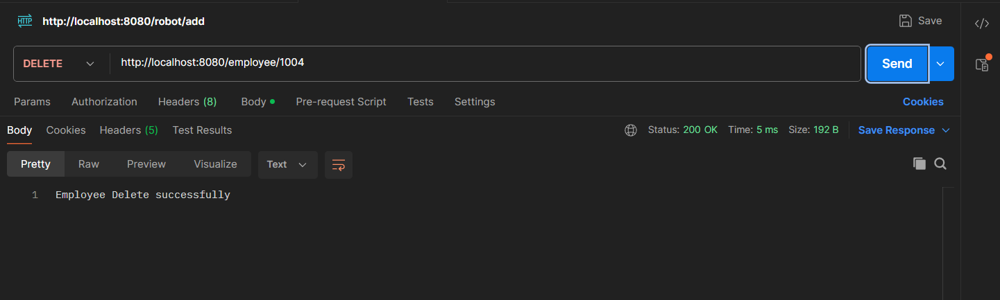 HTTP http://localhost:8080/robot/add Save </>
DELETE http://localhost:8080/employee/1004 Send
Params Authorization Headers (8) Body Pre-request Script Tests Settings Cookies
Body Cookies Headers (5) Test Results Status: 200 OK Time: 5 ms Size: 192 B Save Response
Pretty Raw Preview Visualize Text
1 Employee Delete successfully